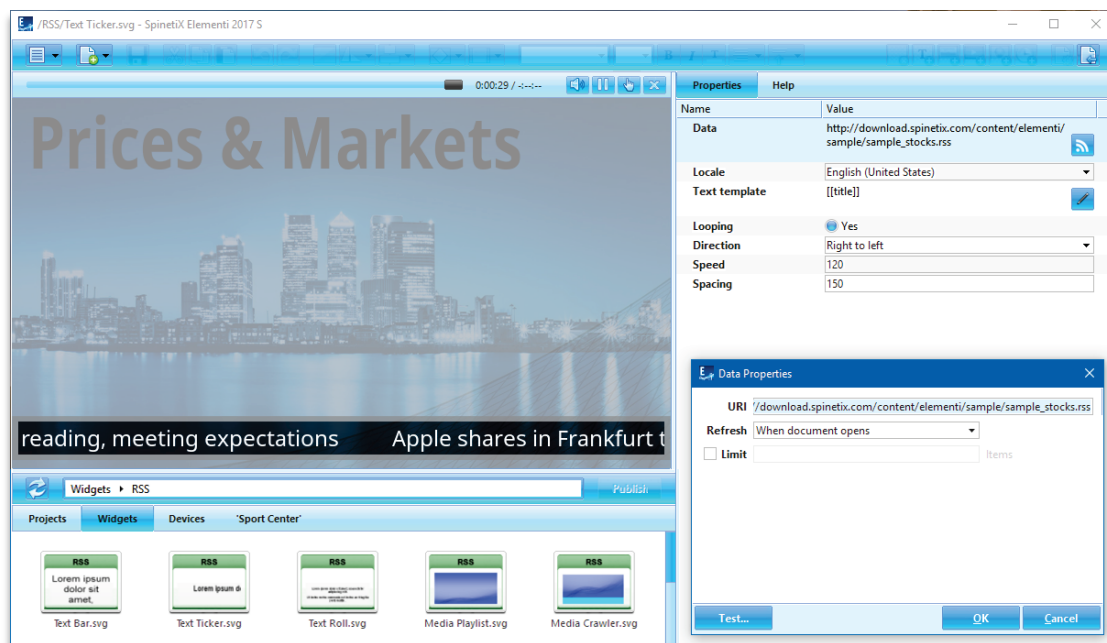 /RSS/Text Ticker.svg - SpinetiX Elementi 2017 S
0:00:29 / -:--:--
Prices & Markets
reading, meeting expectations Apple shares in Frankfurt t
Widgets RSS
Publish
Projects Widgets Devices 'Sport Center'
RSS
Lorem ipsum
dolor sit
amet,
Text Bar.svg
RSS
Lorem ipsum d
Text Ticker.svg
RSS
Text Roll.svg
RSS
Media Playlist.svg
RSS
Media Crawler.svg
Properties Help
Name Value
Data http://download.spinetix.com/content/elementi/
sample/sample_stocks.rss
Locale English (United States)
Text template [[title]]
Looping Yes
Direction Right to left
Speed 120
Spacing 150
Data Properties
URI '/download.spinetix.com/content/elementi/sample/sample_stocks.rss
Refresh When document opens
Limit Items
Test... OK Cancel